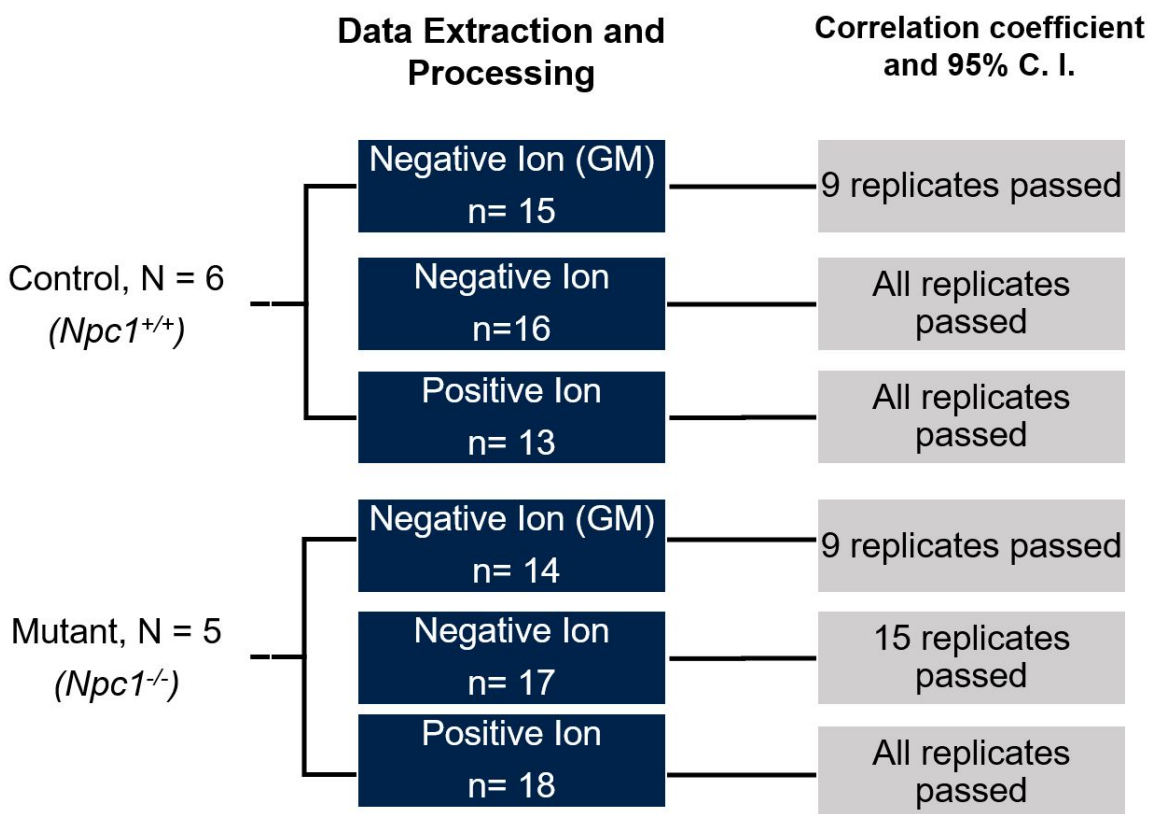 Data Extraction and
Processing
Correlation coefficient
and 95% C. I.
Control, N = 6
(Npc1+/+)
Negative Ion (GM)
n= 15
9 replicates passed
Negative Ion
n=16
All replicates
passed
Positive Ion
n= 13
All replicates
passed
Mutant, N = 5
(Npc1-/-)
Negative Ion (GM)
n= 14
9 replicates passed
Negative Ion
n= 17
15 replicates
passed
Positive Ion
n= 18
All replicates
passed